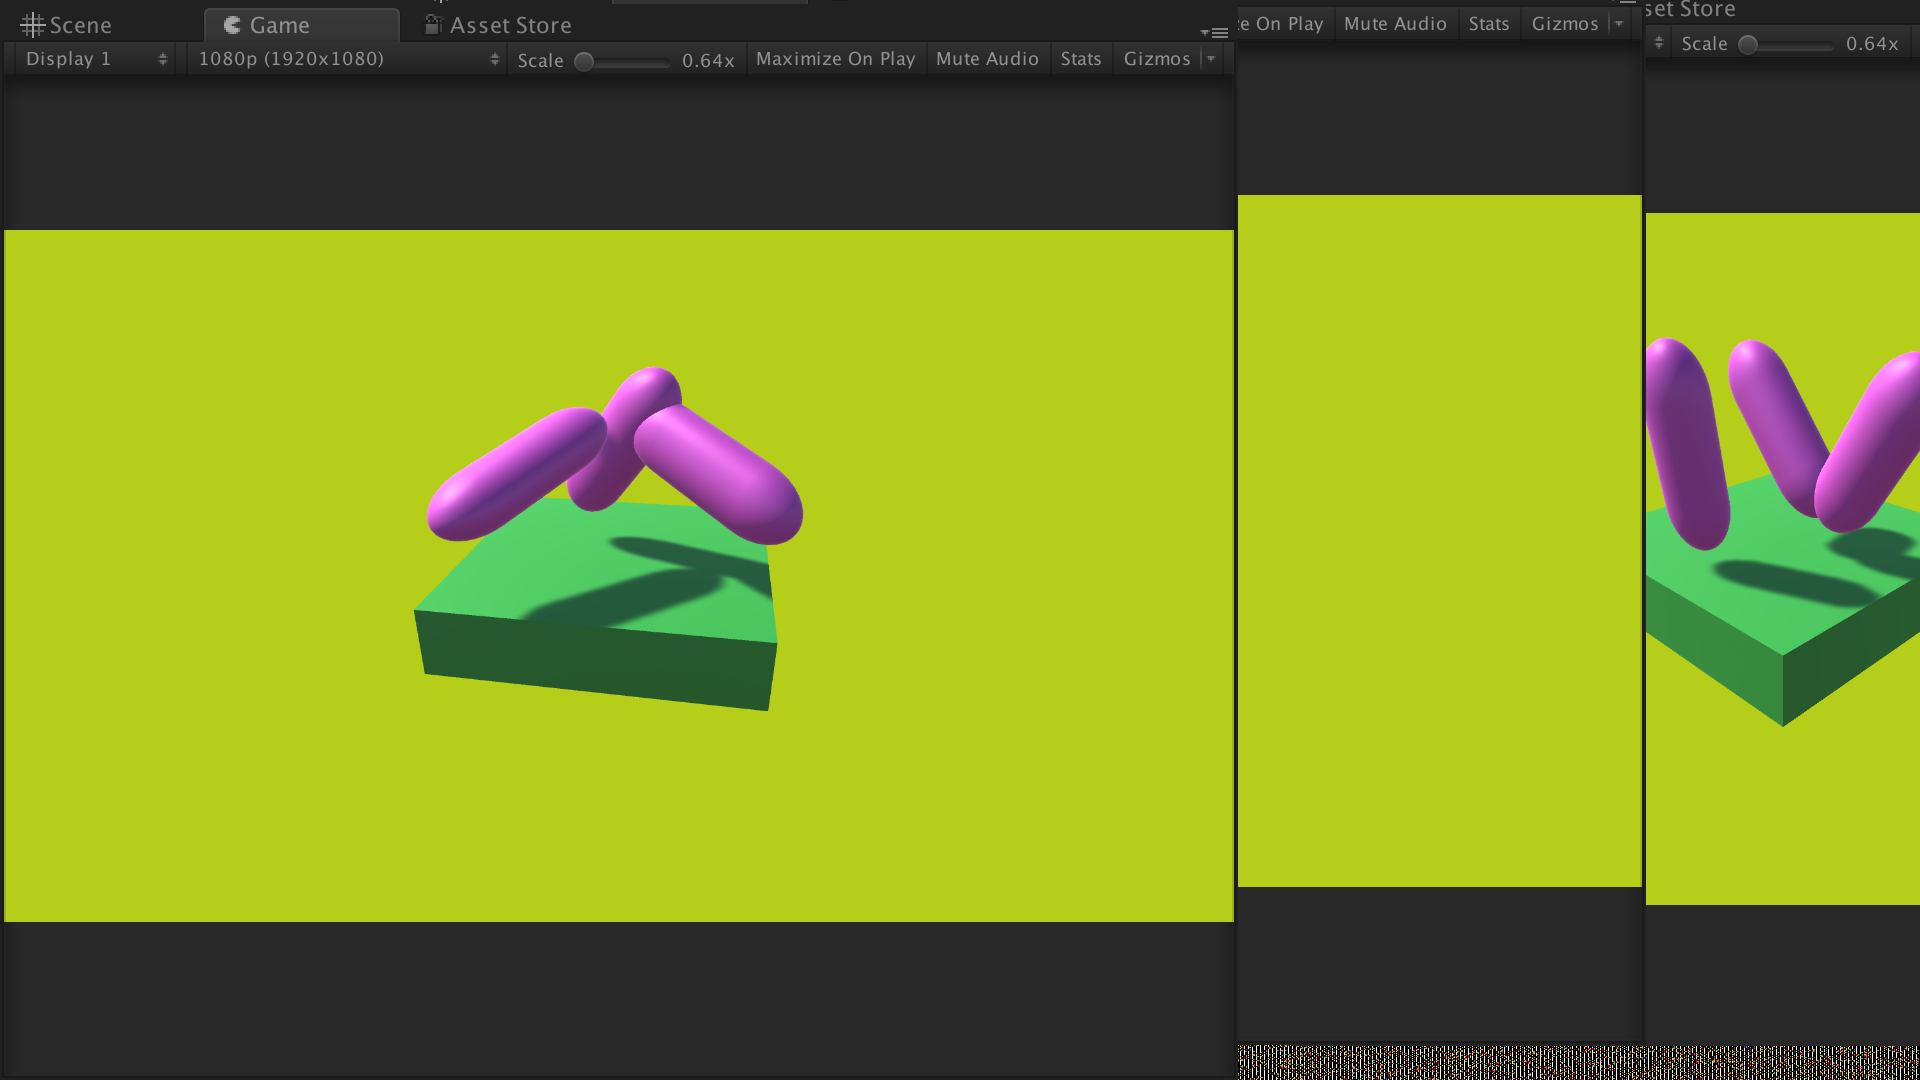 Scene Game Asset Store
Display 1 1080p (1920x1080) Scale 0.64x Maximize On Play Mute Audio Stats Gizmos
On Play Mute Audio Stats Gizmos
Store
Scale 0.64x